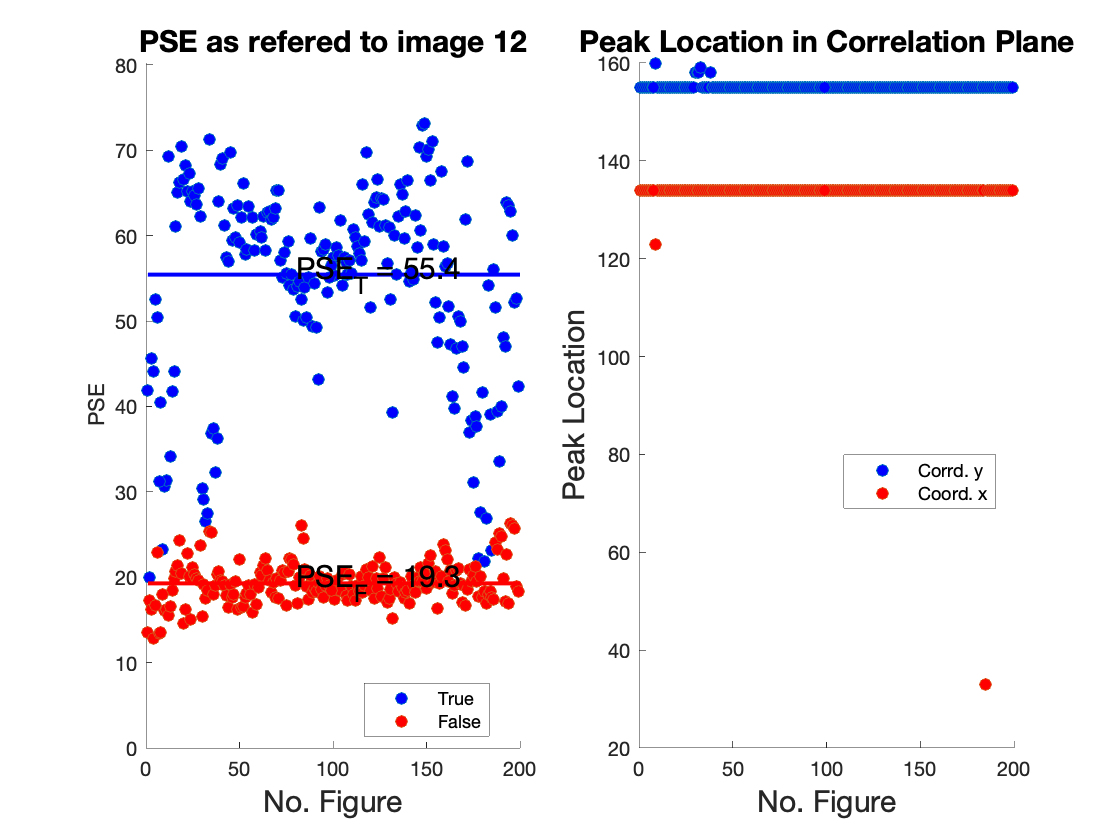 PSE as refered to image 12
80
70
60
50
40
30
20
10
0
PSE
PSE_T = 55.4
PSE_F = 19.3
True
False
0 50 100 150 200
No. Figure
Peak Location in Correlation Plane
160
140
120
100
80
60
40
20
Peak Location
Corrd. y
Coord. x
0 50 100 150 200
No. Figure